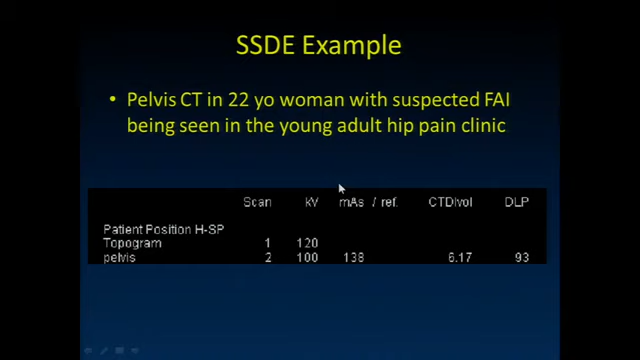 SSDE Example
• Pelvis CT in 22 yo woman with suspected FAI
being seen in the young adult hip pain clinic
Scan kV mAs / ref. CTDIvol DLP
Patient Position H-SP
Topogram 1 120
pelvis 2 100 138 6.17 93